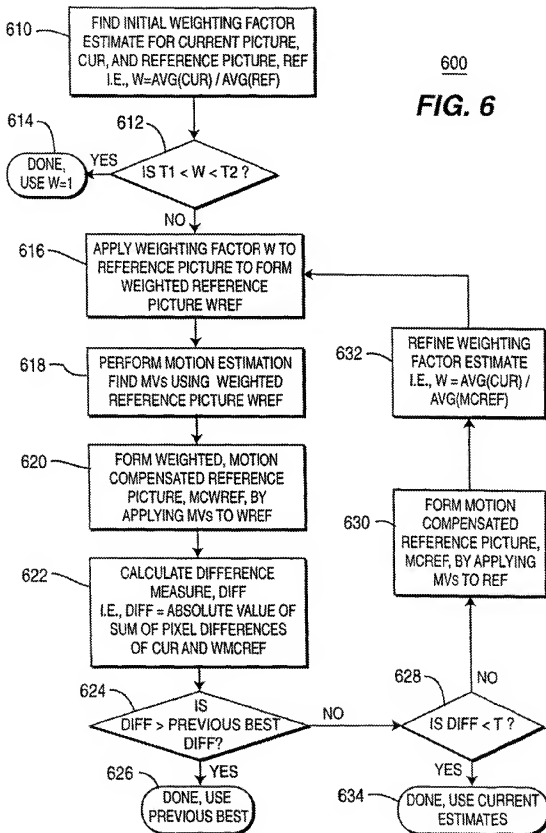 600
FIG. 6
610
FIND INITIAL WEIGHTING FACTOR
ESTIMATE FOR CURRENT PICTURE,
CUR, AND REFERENCE PICTURE, REF
I.E., W=AVG(CUR) / AVG(REF)
612
IS T1 < W < T2 ?
YES
614
DONE,
USE W=1
NO
616
APPLY WEIGHTING FACTOR W TO
REFERENCE PICTURE TO FORM
WEIGHTED REFERENCE
PICTURE WREF
618
PERFORM MOTION ESTIMATION
FIND MVs USING WEIGHTED
REFERENCE PICTURE WREF
620
FORM WEIGHTED, MOTION
COMPENSATED REFERENCE
PICTURE, MCWREF, BY
APPLYING MVs TO WREF
622
CALCULATE DIFFERENCE
MEASURE, DIFF
I.E., DIFF = ABSOLUTE VALUE OF
SUM OF PIXEL DIFFERENCES
OF CUR AND WMCREF
624
IS
DIFF > PREVIOUS BEST
DIFF?
YES
626
DONE, USE
PREVIOUS BEST
NO
628
IS DIFF < T ?
YES
634
DONE, USE CURRENT
ESTIMATES
NO
630
FORM MOTION
COMPENSATED
REFERENCE PICTURE,
MCREF, BY APPLYING
MVs TO REF
632
REFINE WEIGHTING
FACTOR ESTIMATE
I.E., W = AVG(CUR) /
AVG(MCREF)